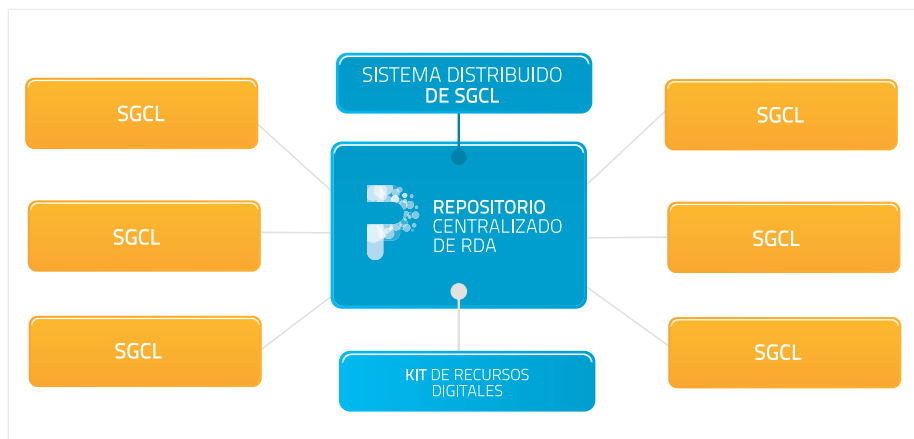 SISTEMA DISTRIBUIDO
DE SGCL
SGCL
SGCL
SGCL
REPOSITORIO
CENTRALIZADO
DE RDA
SGCL
SGCL
SGCL
KIT DE RECURSOS
DIGITALES